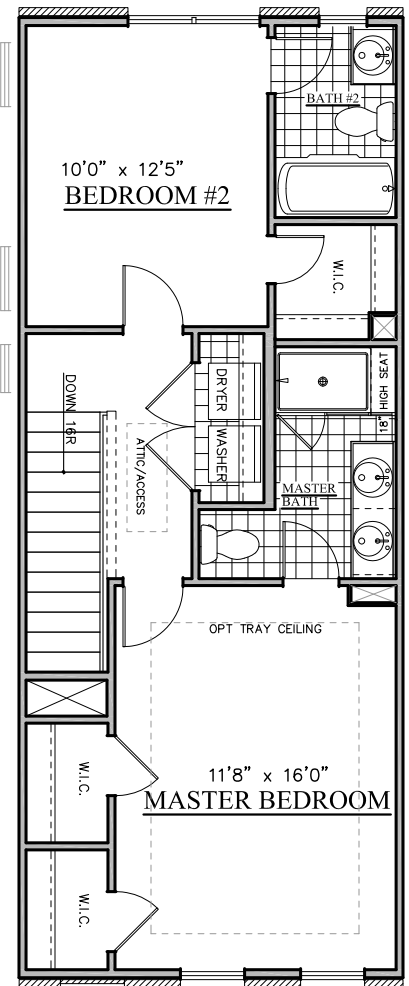 BATH #2
10'0" x 12'5"
BEDROOM #2
W.I.C.
DOWN 16R
DRYER
18" HIGH SEAT
ATTIC/ACCESS
WASHER
MASTER
BATH
OPT TRAY CEILING
11'8" x 16'0"
MASTER BEDROOM
W.I.C.
W.I.C.